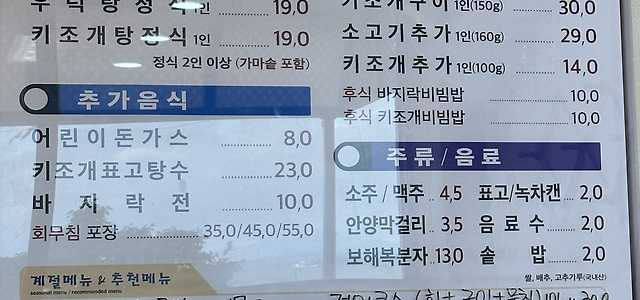 탕정식 1인 19,0
키조개탕정식 1인 19,0
정식 2인 이상 (가마솥 포함)
추가음식
어린이돈가스 8,0
키조개표고탕수 23,0
바지락전 10,0
회무침 포장 35,0/45,0/55,0
계절메뉴 & 추천메뉴
seasonal menu / recommended menu
키조개구이 1인(150g) 30,0
소고기추가 1인(160g) 29,0
키조개추가 1인(100g) 14,0
후식 바지락비빔밥 10,0
후식 키조개비빔밥 10,0
주류/음료
소주/맥주 4,5 표고/녹차캔 2,0
안양막걸리 3,5 음료수 2,0
보해복분자 13,0 솥밥 2,0
쌀, 배추, 고추가루(국내산)